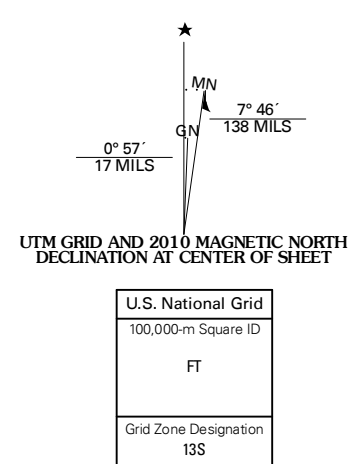 MN
7° 46´
138 MILS
GN
0° 57´
17 MILS
UTM GRID AND 2010 MAGNETIC NORTH
DECLINATION AT CENTER OF SHEET
U.S. National Grid
100,000-m Square ID
FT
Grid Zone Designation
13S